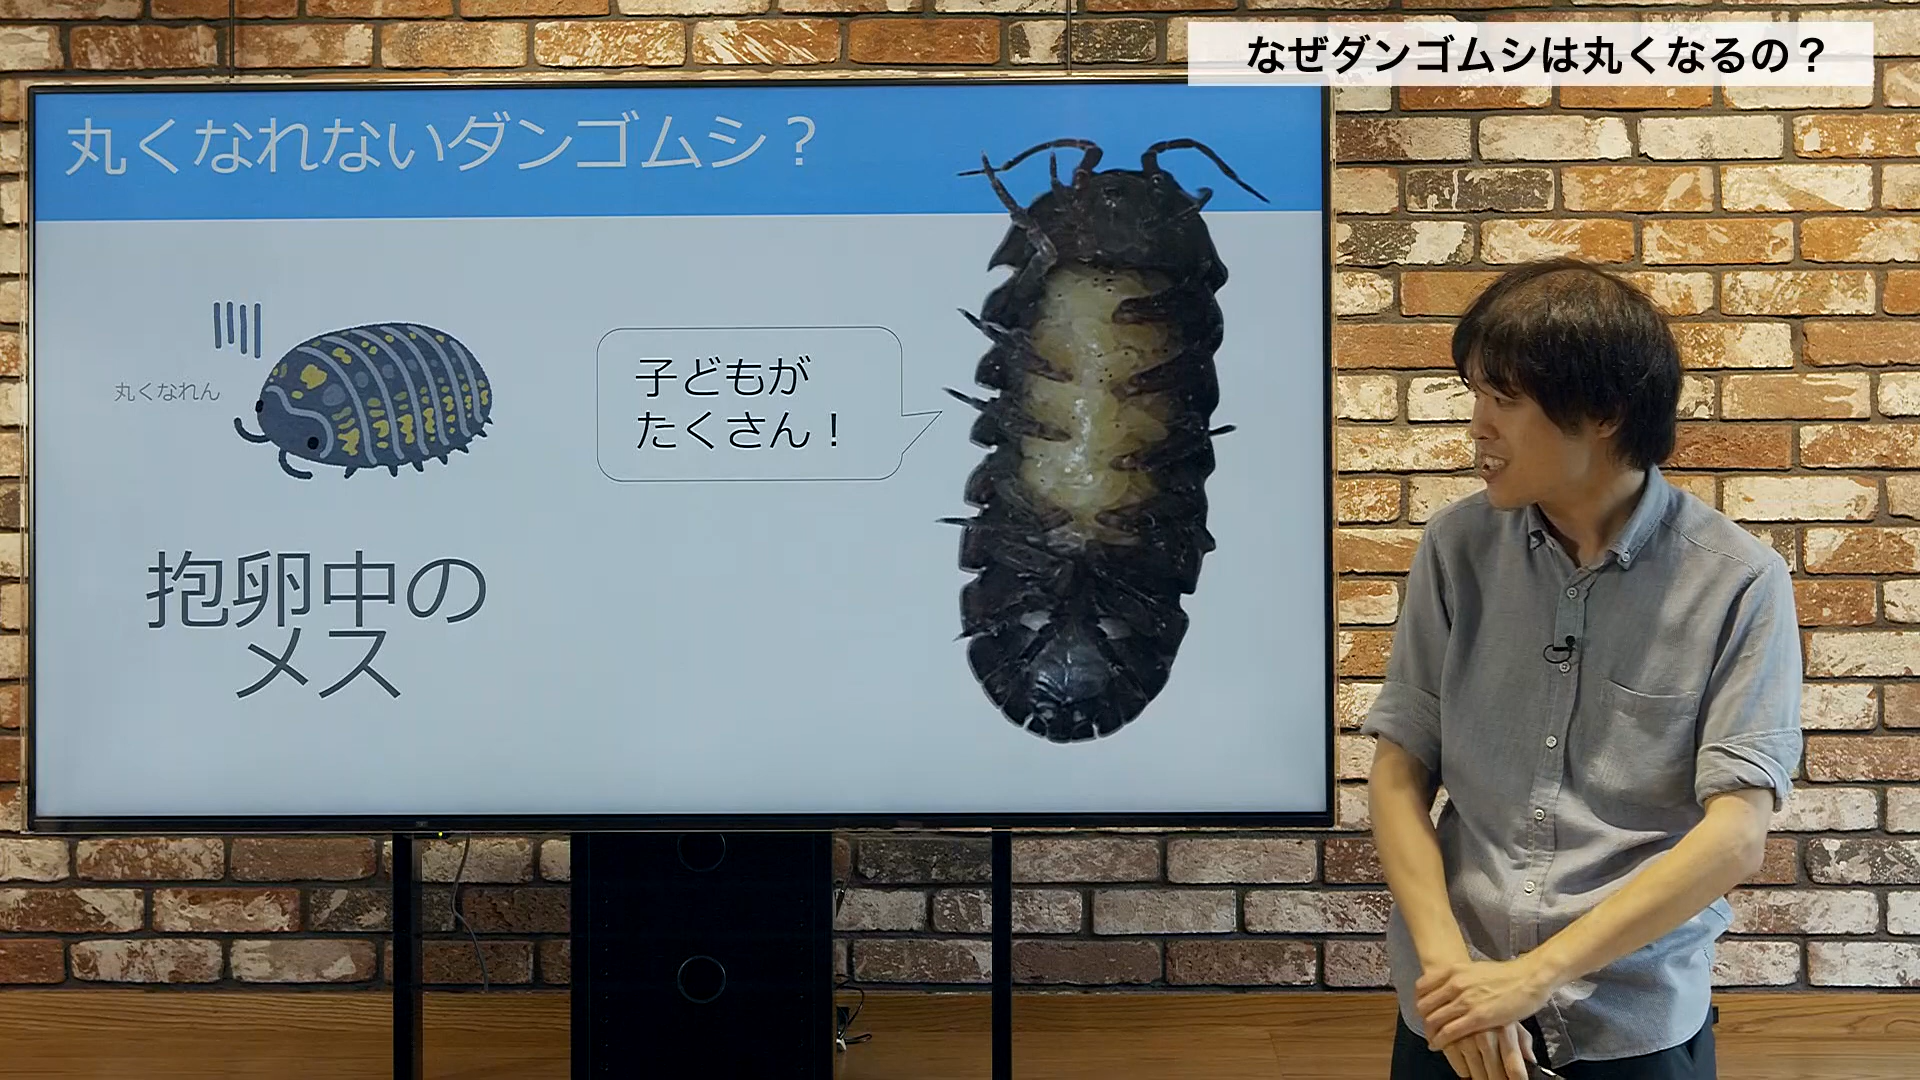 なぜダンゴムシは丸くなるの？
丸くなれないダンゴムシ？
丸くなれん
子どもが
たくさん！
抱卵中の
メス